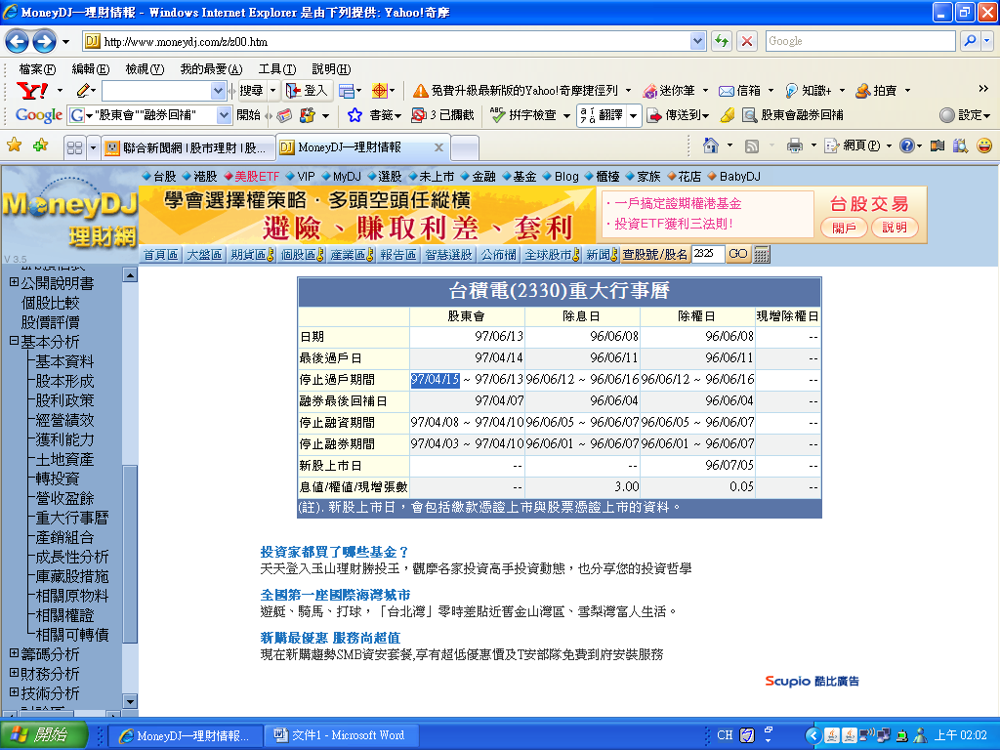 MoneyDJ—理財情報 - Windows Internet Explorer 是由下列提供: Yahoo!奇摩
http://www.moneydj.com/z/z00.htm
Google
檔案(F) 編輯(E) 檢視(V) 我的最愛(A) 工具(T) 說明(H)
Y! 搜尋 登入 免費升級最新版的Yahoo!奇摩捷徑列 迷你筆 信箱 知識+ 拍賣
Google "股東會""融券回補" 開始 書籤 3 已攔截 拼字檢查 翻譯 傳送到 股東會融券回補 設定
聯合新聞網 | 股市理財 | 股... MoneyDJ—理財情報 網頁(P)
台股 港股 美股ETF VIP MyDJ 選股 未上市 金融 基金 Blog 櫃檯 家族 花店 BabyDJ
MoneyDJ
理財網
V 3.5
學會選擇權策略・多頭空頭任縱橫
避險、賺取利差、套利
・一戶搞定證期權港基金
・投資ETF獲利三法則!
台股交易
開戶 說明
首頁區 大盤區 期貨區 個股區 產業區 報告區 智慧選股 公佈欄 全球股市 新聞 查股號/股名 2325 GO
公開說明書
個股比較
股價評價
基本分析
基本資料
股本形成
股利政策
經營績效
獲利能力
土地資產
轉投資
營收盈餘
重大行事曆
產銷組合
成長性分析
庫藏股措施
相關原物料
相關權證
相關可轉債
籌碼分析
財務分析
技術分析
台積電(2330)重大行事曆
股東會 除息日 除權日 現增除權日
日期 97/06/13 96/06/08 96/06/08 --
最後過戶日 97/04/14 96/06/11 96/06/11 --
停止過戶期間 97/04/15 ~ 97/06/13 96/06/12 ~ 96/06/16 96/06/12 ~ 96/06/16 --
融券最後回補日 97/04/07 96/06/04 96/06/04 --
停止融資期間 97/04/08 ~ 97/04/10 96/06/05 ~ 96/06/07 96/06/05 ~ 96/06/07 --
停止融券期間 97/04/03 ~ 97/04/10 96/06/01 ~ 96/06/07 96/06/01 ~ 96/06/07 --
新股上市日 -- -- 96/07/05 --
息值/權值/現增張數 -- 3.00 0.05 --
(註). 新股上市日，會包括繳款憑證上市與股票憑證上市的資料。
投資家都買了哪些基金？
天天登入玉山理財勝投王，觀摩各家投資高手投資動態，也分享您的投資哲學
全國第一座國際海灣城市
遊艇、騎馬、打球，「台北灣」零時差貼近舊金山灣區、雪梨灣富人生活。
新購最優惠 服務尚超值
現在新購趨勢SMB資安套餐,享有超低優惠價及T安部隊免費到府安裝服務
Scupio 酷比廣告
開始 MoneyDJ—理財情報... 文件1 - Microsoft Word CH 上午 02:02